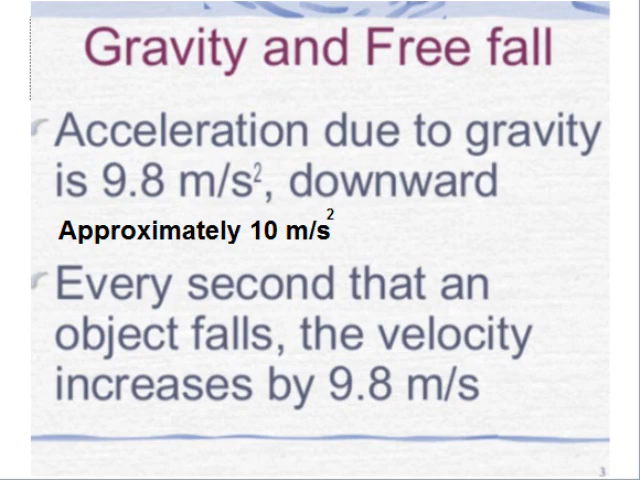 Gravity and Free fall
Acceleration due to gravity
is 9.8 m/s², downward
Approximately 10 m/s²
Every second that an
object falls, the velocity
increases by 9.8 m/s
3